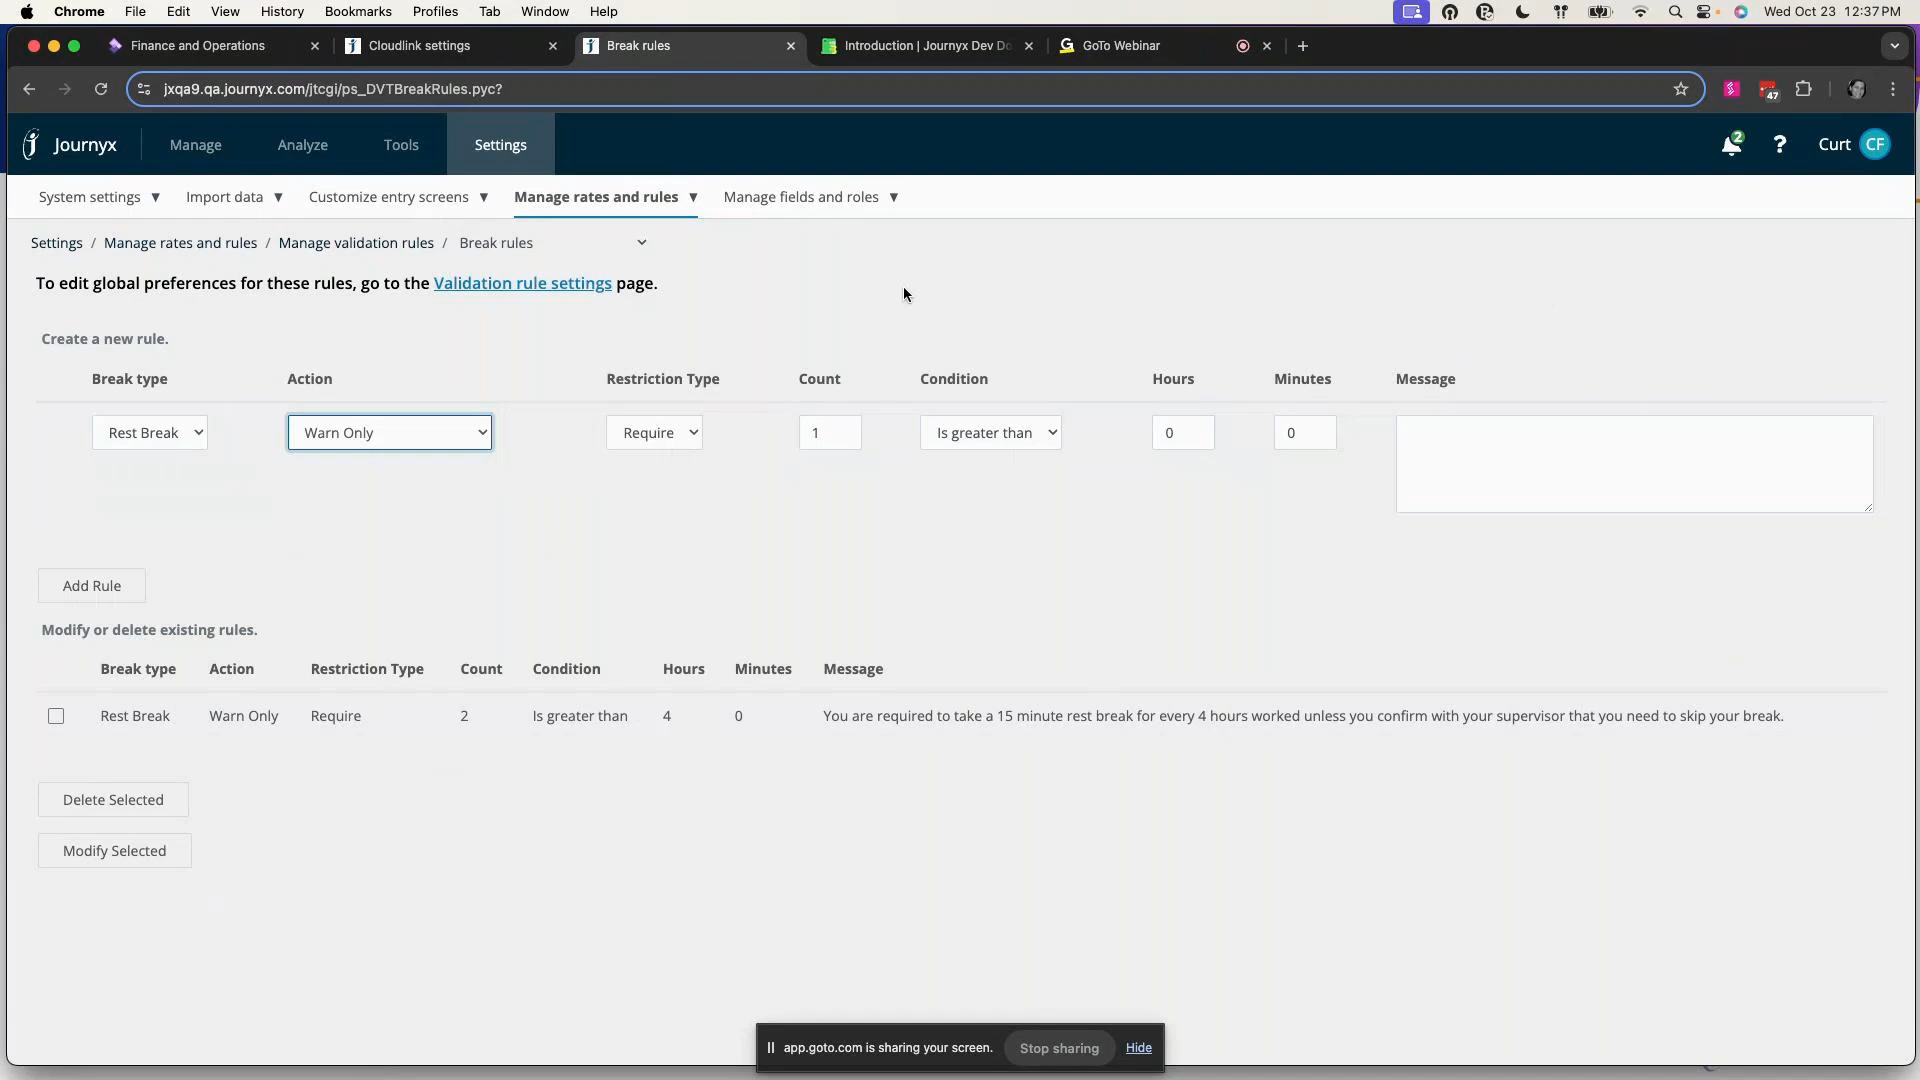 Chrome File Edit View History Bookmarks Profiles Tab Window Help Wed Oct 23 12:37 PM
Finance and Operations Cloudlink settings Break rules Introduction | Journyx Dev Do GoTo Webinar
jxqa9.qa.journyx.com/jtcgi/ps_DVTBreakRules.pyc? 47
Journyx Manage Analyze Tools Settings 2 ? Curt CF
System settings Import data Customize entry screens Manage rates and rules Manage fields and roles
Settings / Manage rates and rules / Manage validation rules / Break rules
To edit global preferences for these rules, go to the Validation rule settings page.
Create a new rule.
Break type Action Restriction Type Count Condition Hours Minutes Message
Rest Break Warn Only Require 1 Is greater than 0 0
Add Rule
Modify or delete existing rules.
Break type Action Restriction Type Count Condition Hours Minutes Message
Rest Break Warn Only Require 2 Is greater than 4 0 You are required to take a 15 minute rest break for every 4 hours worked unless you confirm with your supervisor that you need to skip your break.
Delete Selected
Modify Selected
app.goto.com is sharing your screen. Stop sharing Hide